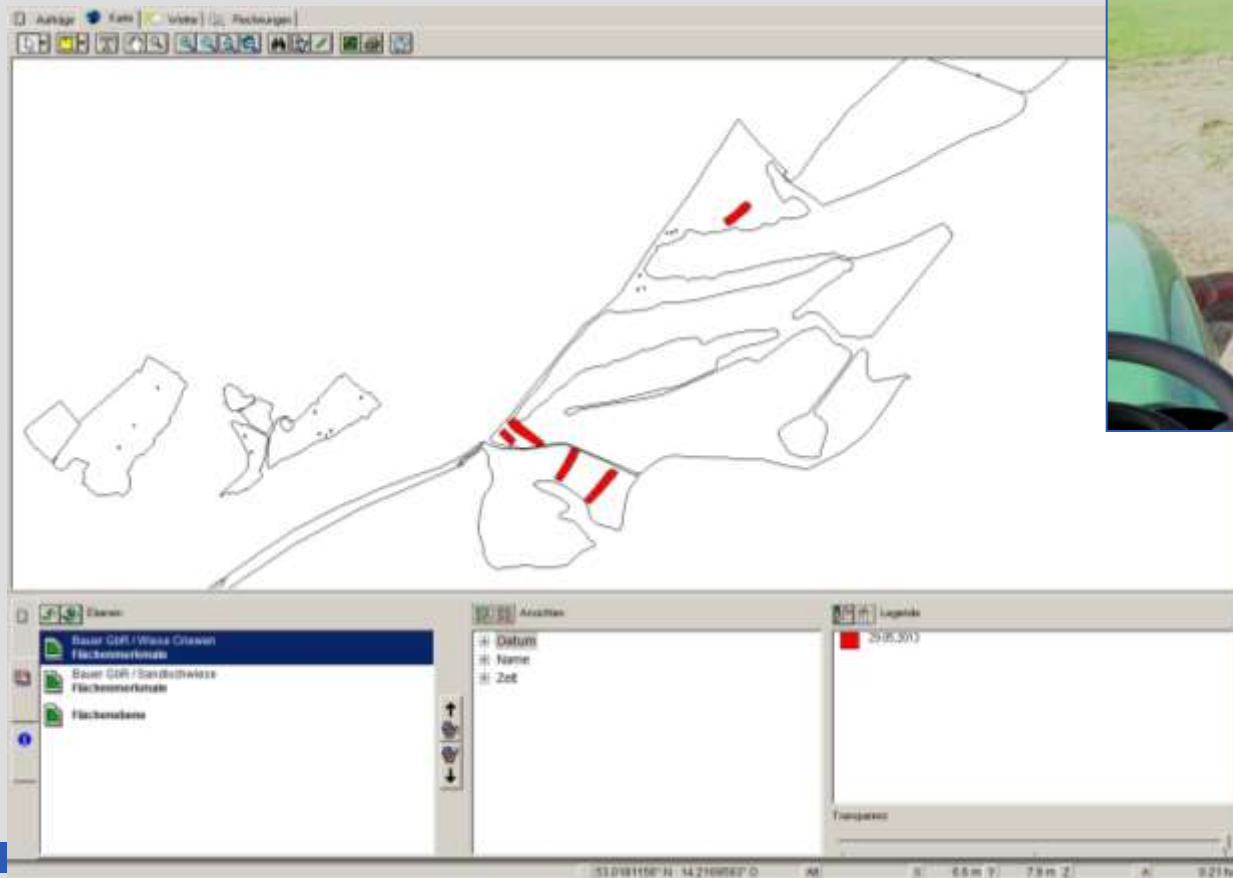 Aufträge Karte Wetter Rechnungen
Ebenen
Bauer GbR / Wiese Criewen
Flächenmerkmale
Bauer GbR / Sandlschwiese
Flächenmerkmale
Flächenebene
Ansichten
Datum
Name
Zeit
Legende
29.05.2013
Transparenz